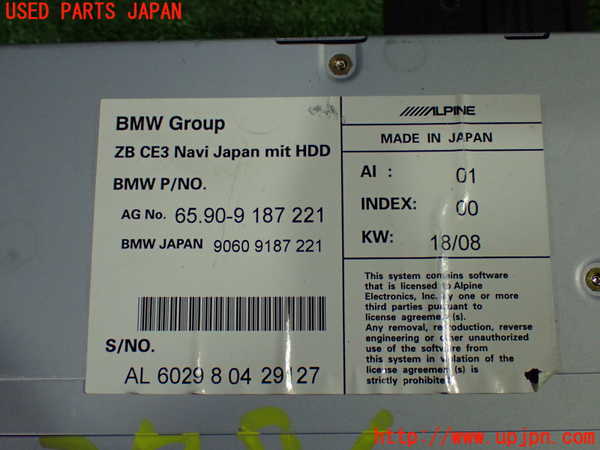 USED PARTS JAPAN
BMW Group
ZB CE3 Navi Japan mit HDD
BMW P/NO.
AG No. 65.90-9 187 221
BMW JAPAN 9060 9187 221
S/NO.
AL 6029 8 04 29127
ALPINE
MADE IN JAPAN
AI : 01
INDEX: 00
KW: 18/08
This system contains software
that is licensed to Alpine
Electronics, Inc. by one or more
third parties pursuant to
license agreement (s).
Any removal, reproduction, reverse
engineering or other unauthorized
use of the software from
this system in violation of the
license agreement (s) is
strictly prohibited.
http://www.upjpn.com/